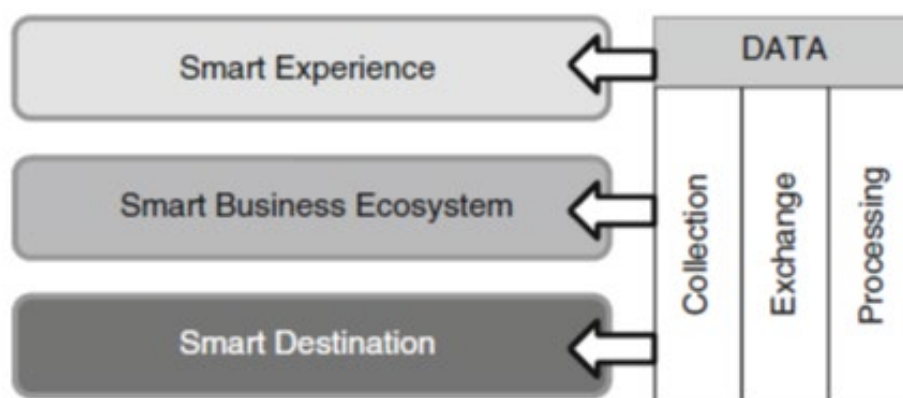 Smart Experience
DATA
Smart Business Ecosystem
Smart Destination
Collection
Exchange
Processing